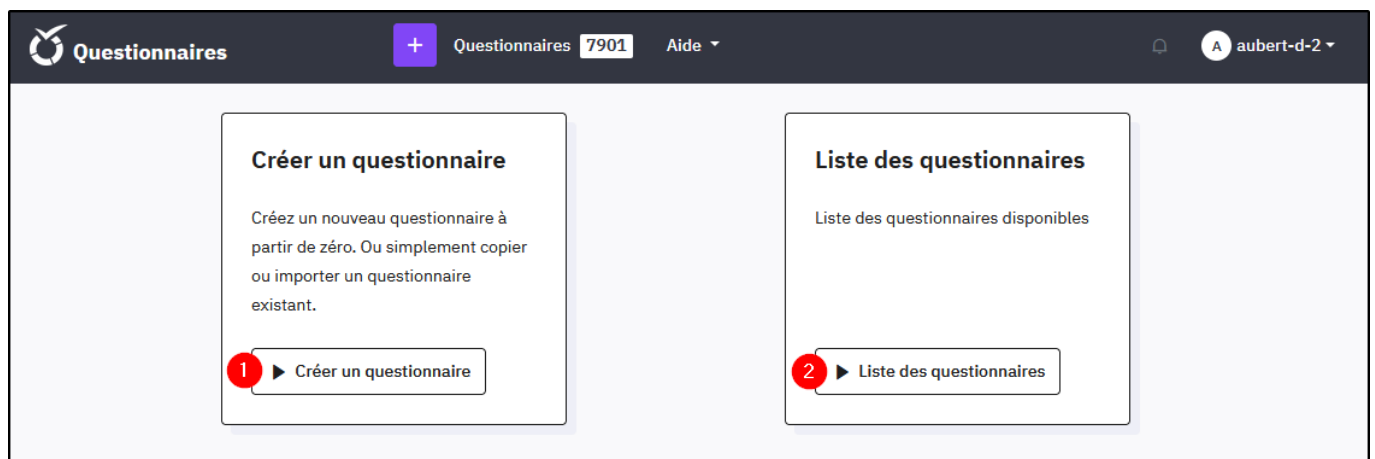 Questionnaires
+ Questionnaires 7901 Aide
A aubert-d-2
Créer un questionnaire
Créez un nouveau questionnaire à
partir de zéro. Ou simplement copier
ou importer un questionnaire
existant.
1 Créer un questionnaire
Liste des questionnaires
Liste des questionnaires disponibles
2 Liste des questionnaires